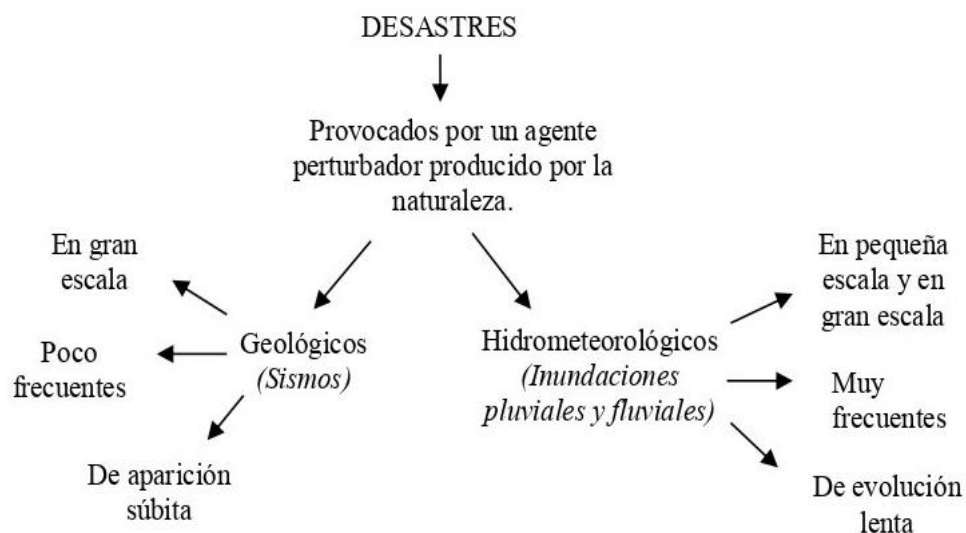 DESASTRES
Provocados por un agente
perturbador producido por la
naturaleza.
En gran
escala
Poco
frecuentes
Geológicos
(Sismos)
De aparición
súbita
Hidrometeorológicos
(Inundaciones
pluviales y fluviales)
En pequeña
escala y en
gran escala
Muy
frecuentes
De evolución
lenta